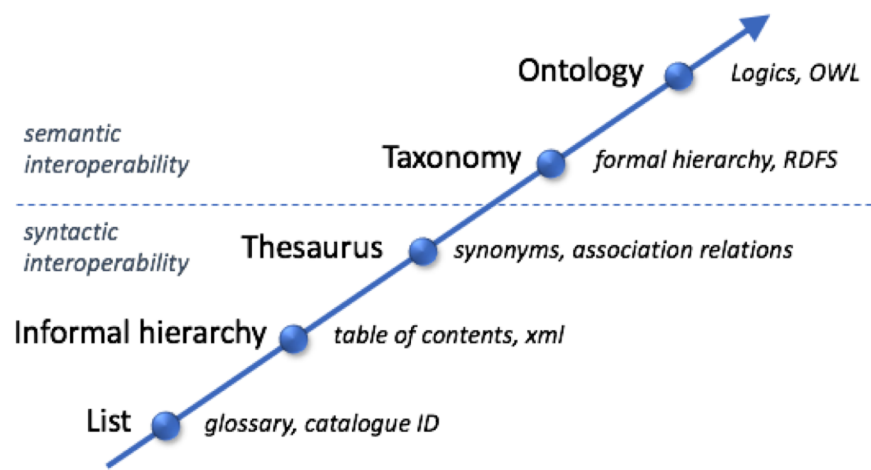 Ontology
Logics, OWL
semantic
interoperability
Taxonomy
formal hierarchy, RDFS
syntactic
interoperability
Thesaurus
synonyms, association relations
Informal hierarchy
table of contents, xml
List
glossary, catalogue ID